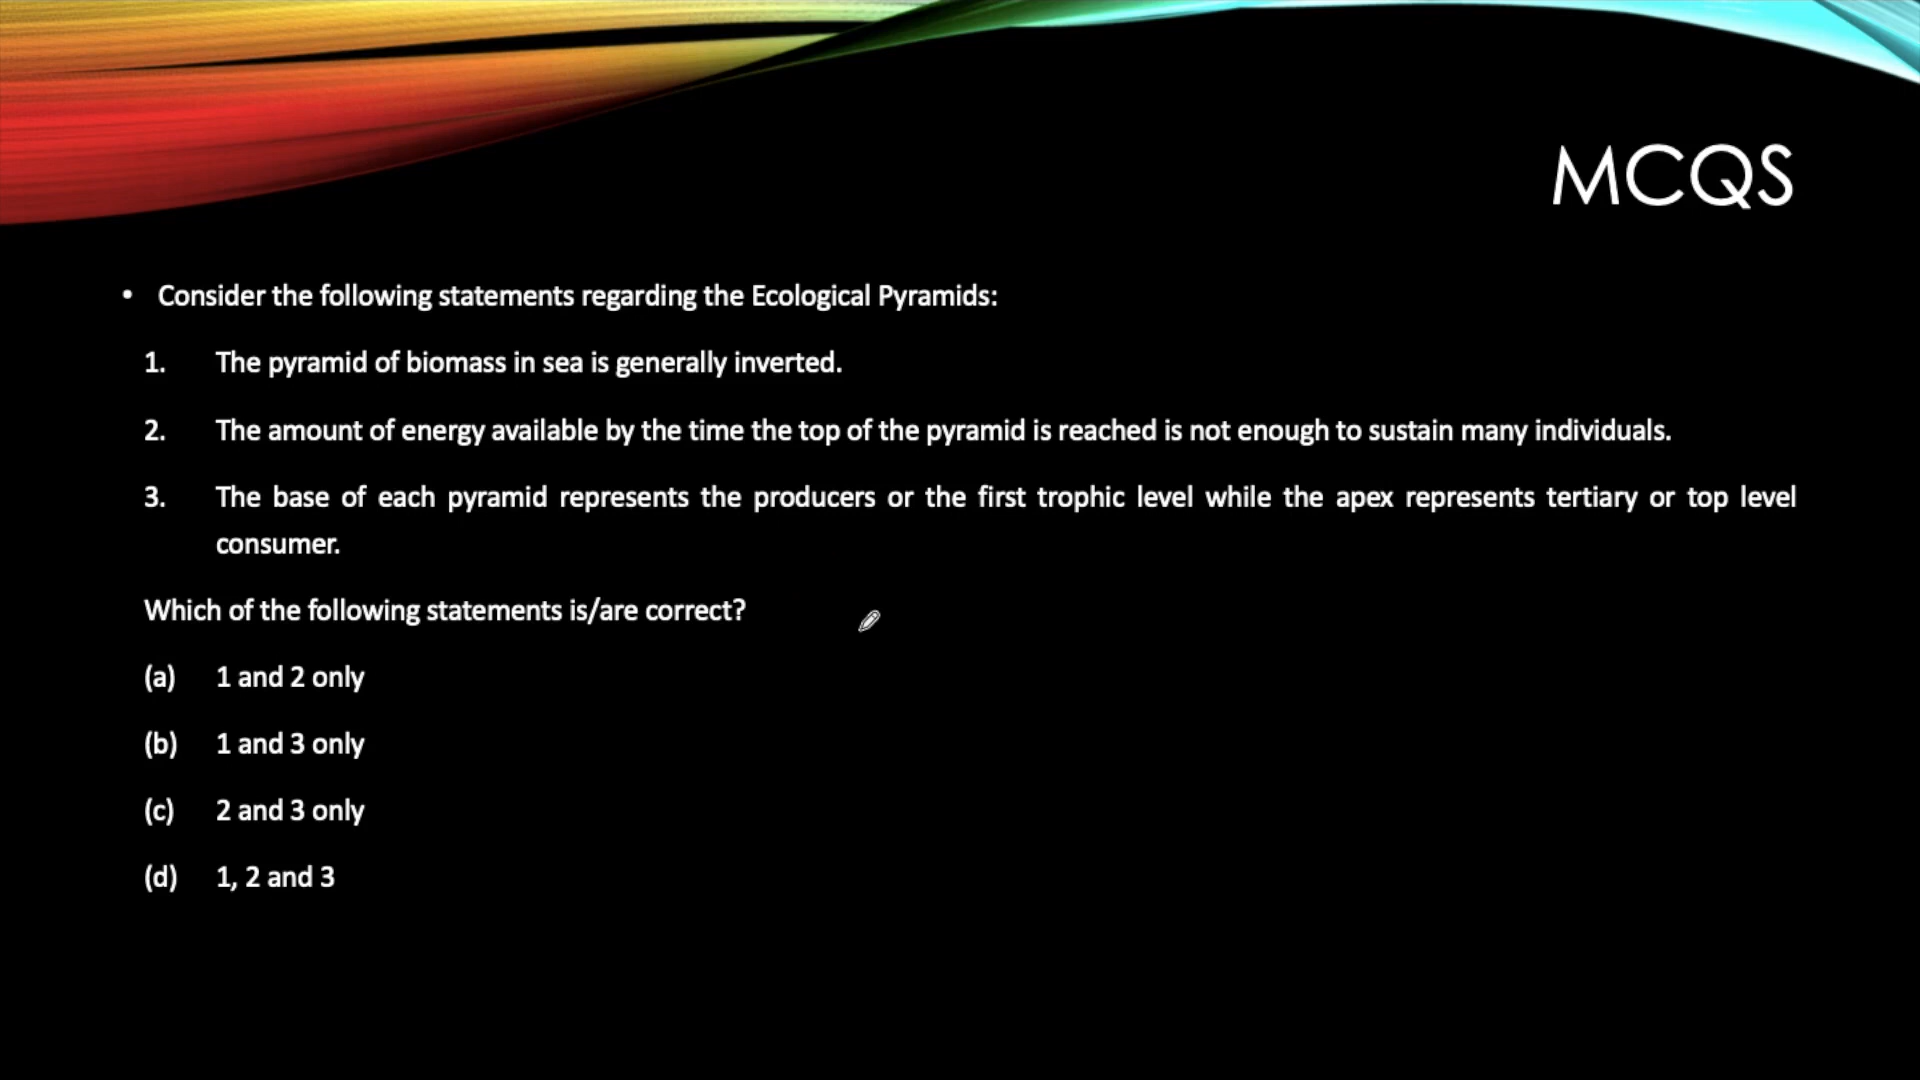 MCQS
• Consider the following statements regarding the Ecological Pyramids:
1. The pyramid of biomass in sea is generally inverted.
2. The amount of energy available by the time the top of the pyramid is reached is not enough to sustain many individuals.
3. The base of each pyramid represents the producers or the first trophic level while the apex represents tertiary or top level
consumer.
Which of the following statements is/are correct?
(a) 1 and 2 only
(b) 1 and 3 only
(c) 2 and 3 only
(d) 1, 2 and 3